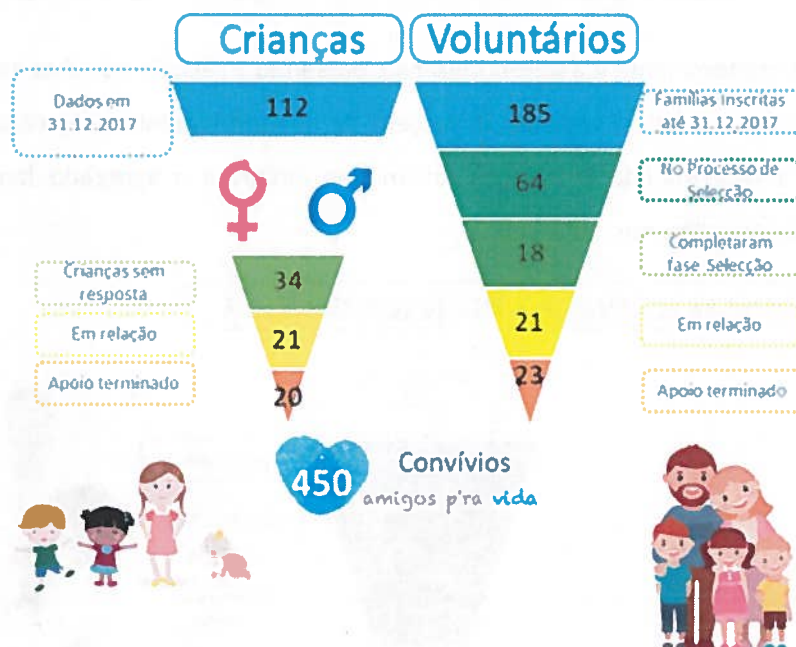 Crianças
Voluntários
Dados em
31.12.2017
112
185
Famílias Inscritas
até 31.12.2017
64
No Processo de
Selecção
18
Completaram
fase Selecção
Crianças sem
resposta
34
Em relação
21
21
Em relação
Apoio terminado
20
23
Apoio terminado
450
Convívios
amigos p'ra vida